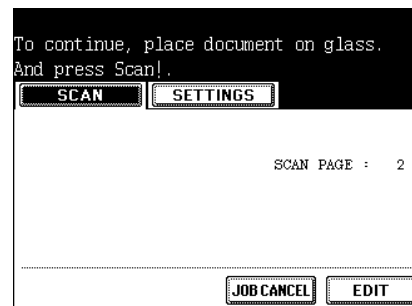 To continue, place document on glass.
And press Scan!.
SCAN SETTINGS
SCAN PAGE : 2
JOB CANCEL EDIT